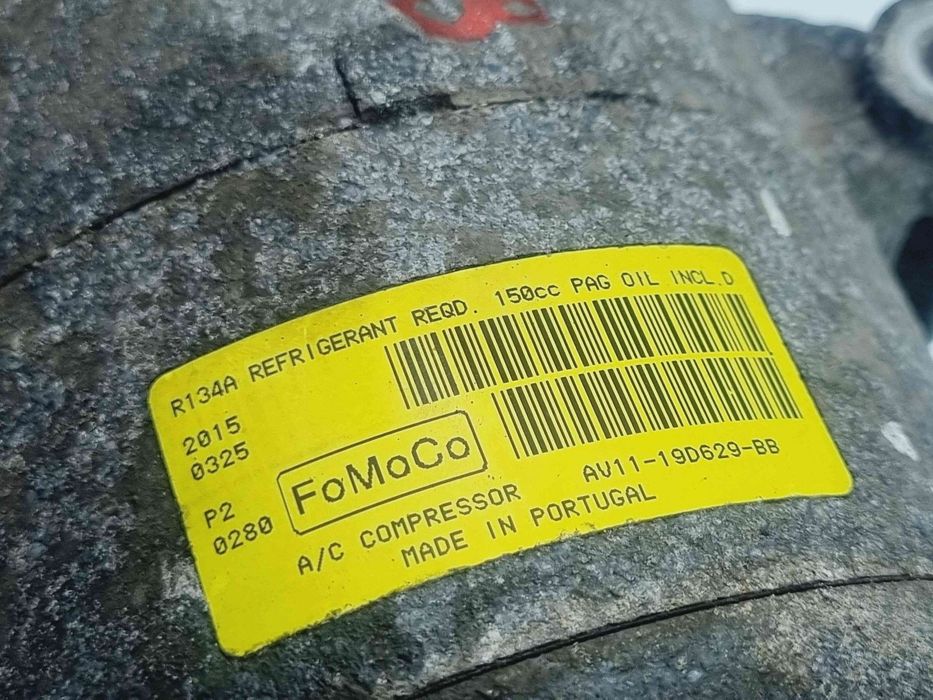 R134A REFRIGERANT REQD. 150cc PAG OIL INCL.D
2015
0325
P2
0280
FoMoCo
AV11-19D629-BB
A/C COMPRESSOR
MADE IN PORTUGAL